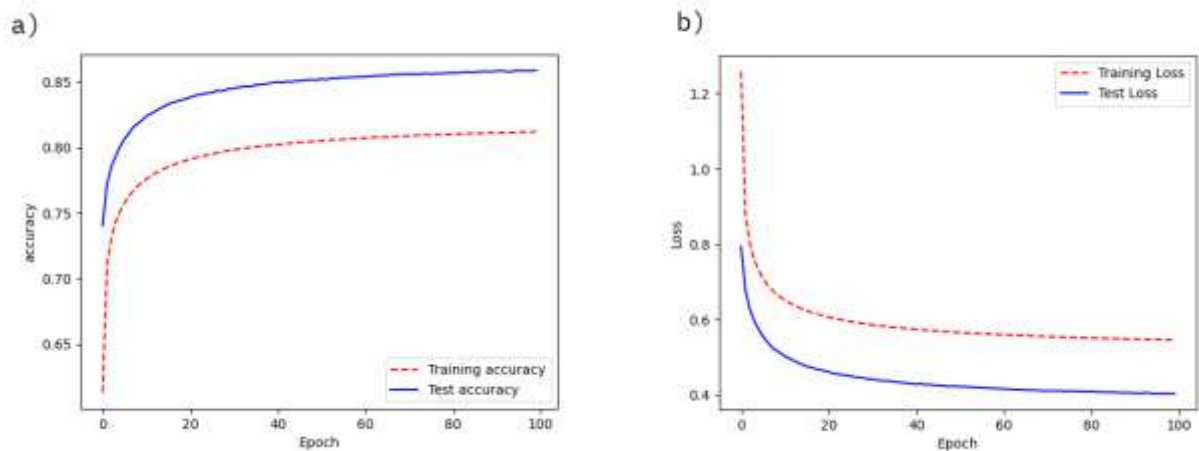 a)
accuracy
0.85
0.80
0.75
0.70
0.65
Training accuracy
Test accuracy
0 20 40 60 80 100
Epoch
b)
Loss
1.2
1.0
0.8
0.6
0.4
Training Loss
Test Loss
0 20 40 60 80 100
Epoch